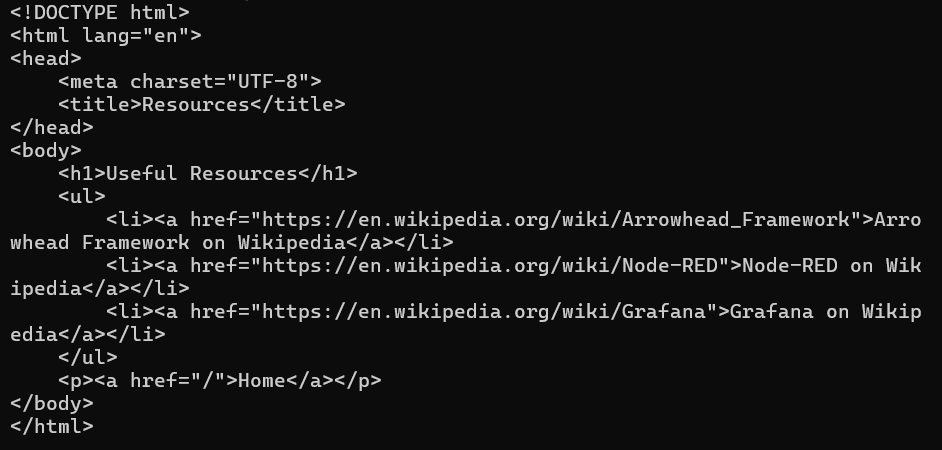 <!DOCTYPE html>
<html lang="en">
<head>
    <meta charset="UTF-8">
    <title>Resources</title>
</head>
<body>
    <h1>Useful Resources</h1>
    <ul>
        <li><a href="https://en.wikipedia.org/wiki/Arrowhead_Framework">Arro
whead Framework on Wikipedia</a></li>
        <li><a href="https://en.wikipedia.org/wiki/Node-RED">Node-RED on Wik
ipedia</a></li>
        <li><a href="https://en.wikipedia.org/wiki/Grafana">Grafana on Wikip
edia</a></li>
    </ul>
    <p><a href="/">Home</a></p>
</body>
</html>